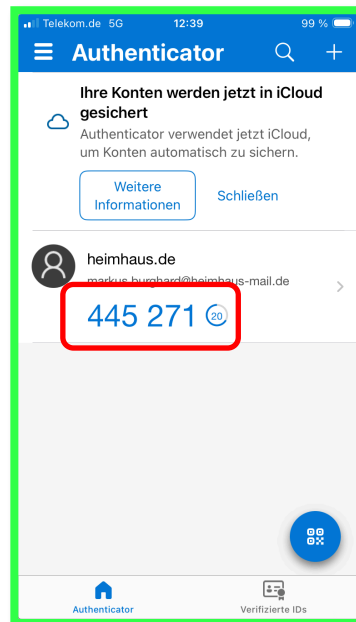 Telekom.de 5G 12:39 99 %
Authenticator
Ihre Konten werden jetzt in iCloud
gesichert
Authenticator verwendet jetzt iCloud,
um Konten automatisch zu sichern.
Weitere
Informationen
Schließen
heimhaus.de
markus.burghard@heimhaus-mail.de
445 271 20
Authenticator Verifizierte IDs